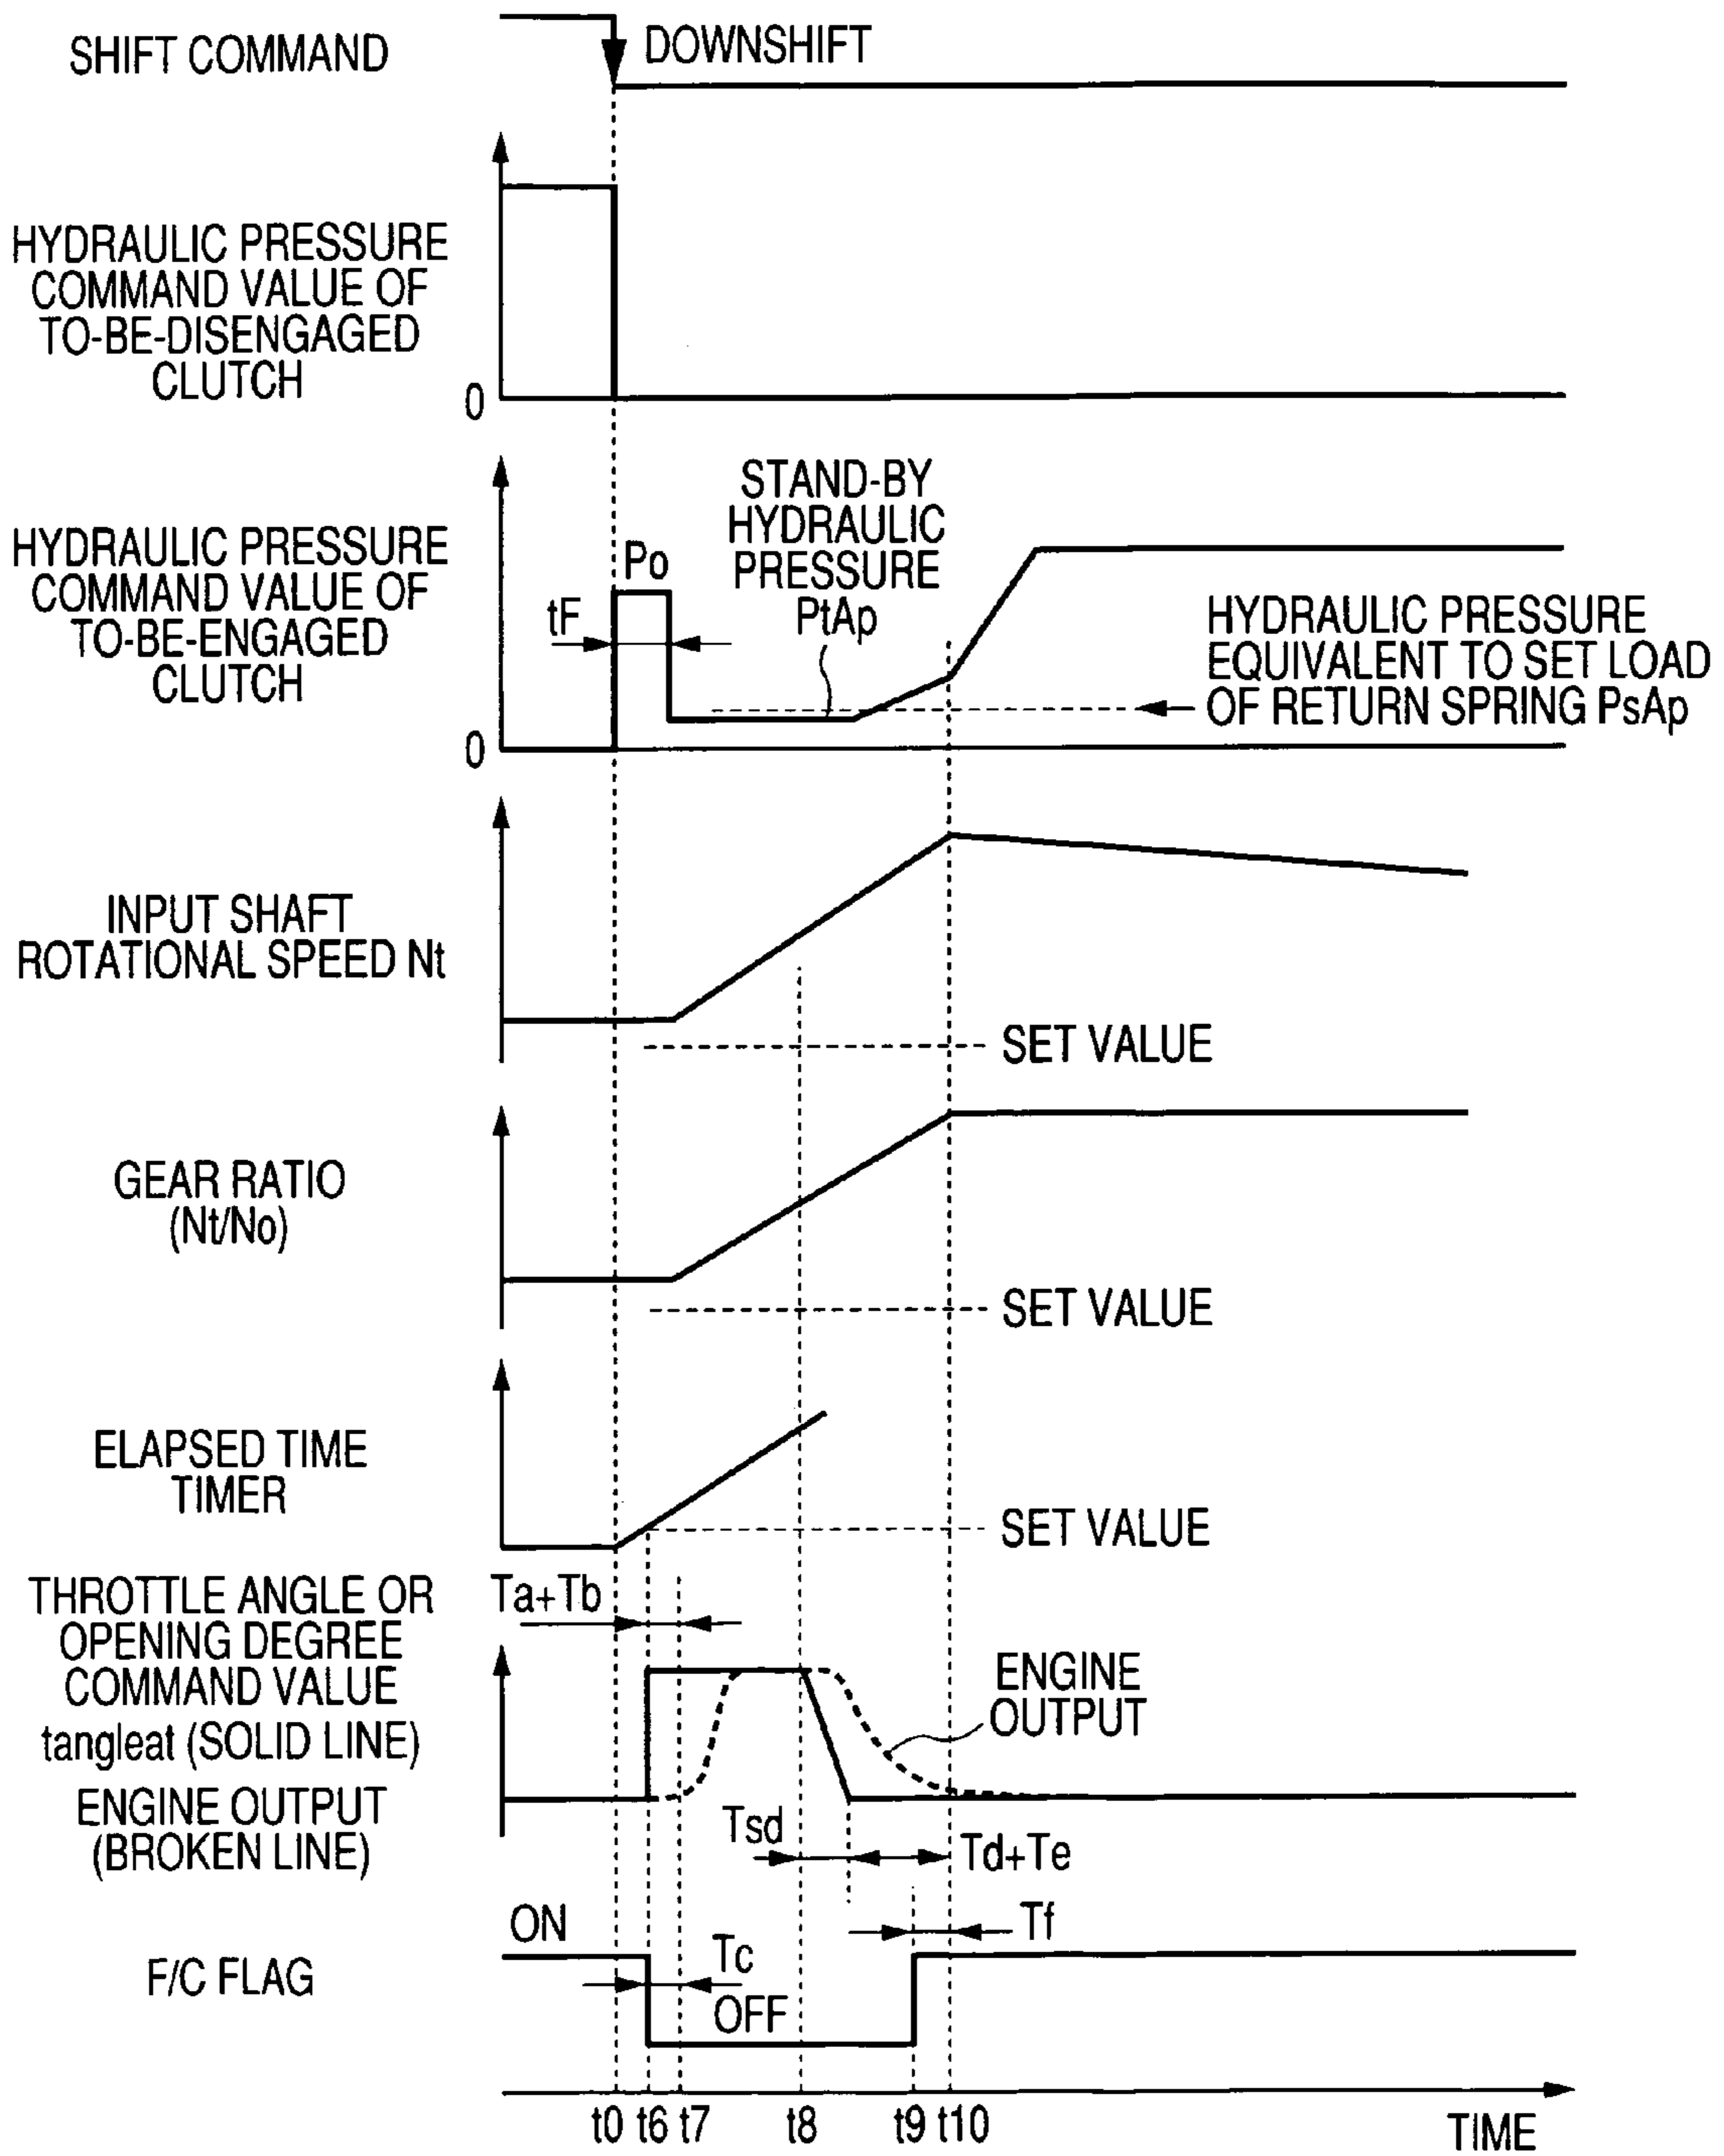 SHIFT COMMAND
DOWNSHIFT
HYDRAULIC PRESSURE
COMMAND VALUE OF
TO-BE-DISENGAGED
CLUTCH
0
HYDRAULIC PRESSURE
COMMAND VALUE OF
TO-BE-ENGAGED
CLUTCH
0
tF
Po
STAND-BY
HYDRAULIC
PRESSURE
PtAp
HYDRAULIC PRESSURE
EQUIVALENT TO SET LOAD
OF RETURN SPRING PsAp
INPUT SHAFT
ROTATIONAL SPEED Nt
SET VALUE
GEAR RATIO
(Nt/No)
SET VALUE
ELAPSED TIME
TIMER
SET VALUE
THROTTLE ANGLE OR
OPENING DEGREE
COMMAND VALUE
tangleat (SOLID LINE)
ENGINE OUTPUT
(BROKEN LINE)
Ta+Tb
ENGINE
OUTPUT
Tsd
Td+Te
F/C FLAG
ON
Tc
OFF
Tf
t0 t6 t7 t8 t9 t10
TIME